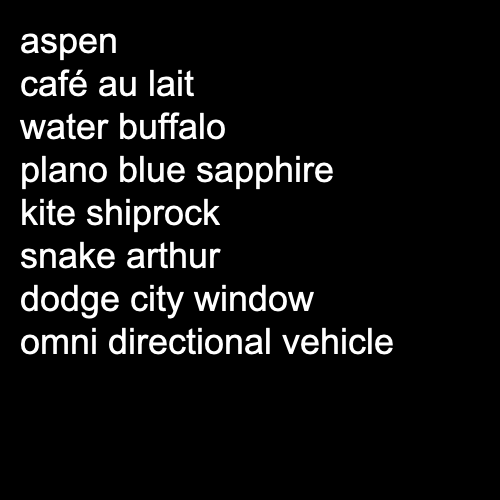 aspen
café au lait
water buffalo
plano blue sapphire
kite shiprock
snake arthur
dodge city window
omni directional vehicle